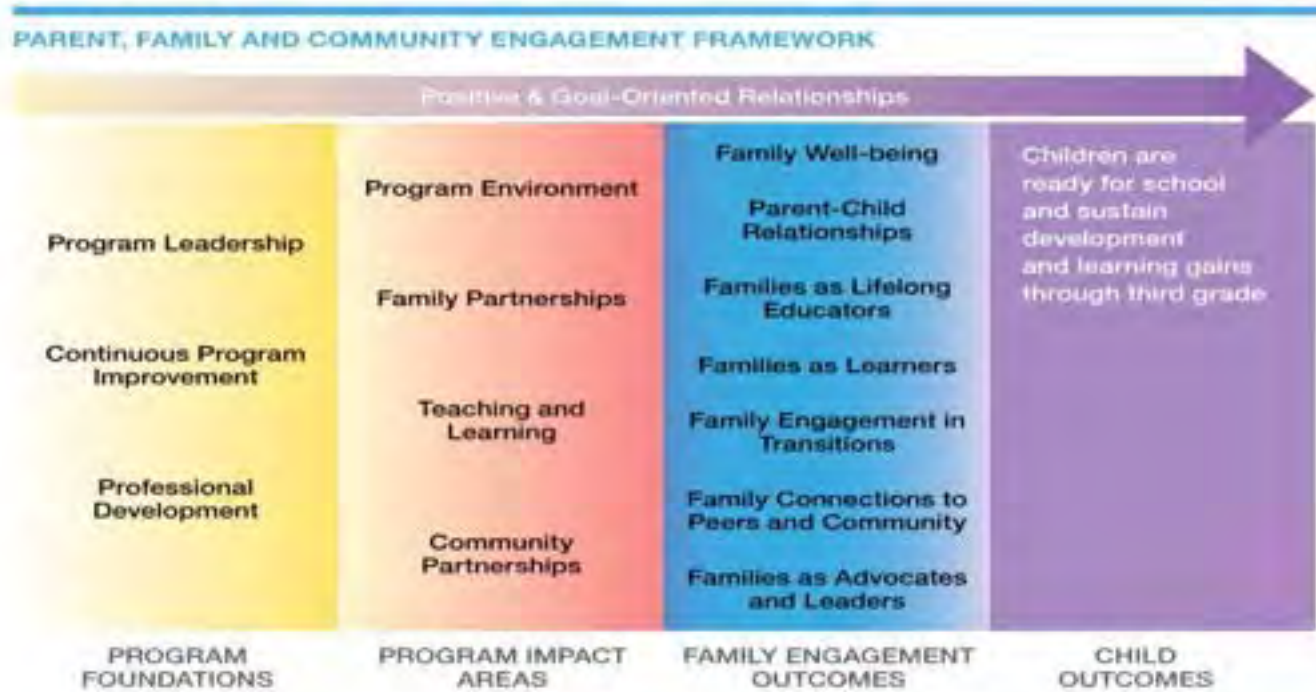 PARENT, FAMILY AND COMMUNITY ENGAGEMENT FRAMEWORK
Positive & Goal-Oriented Relationships
Program Leadership
Continuous Program
Improvement
Professional
Development
PROGRAM
FOUNDATIONS
Program Environment
Family Partnerships
Teaching and
Learning
Community
Partnerships
PROGRAM IMPACT
AREAS
Family Well-being
Parent-Child
Relationships
Families as Lifelong
Educators
Families as Learners
Family Engagement in
Transitions
Family Connections to
Peers and Community
Families as Advocates
and Leaders
FAMILY ENGAGEMENT
OUTCOMES
Children are
ready for school
and sustain
development
and learning gains
through third grade
CHILD
OUTCOMES